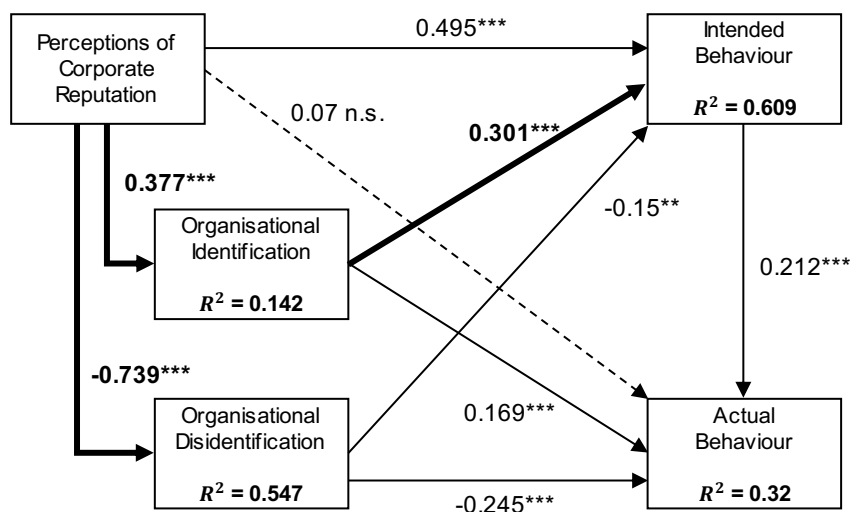 Perceptions of
Corporate
Reputation
0.495***
Intended
Behaviour
R² = 0.609
0.07 n.s.
0.301***
0.377***
-0.15**
Organisational
Identification
R² = 0.142
0.212***
-0.739***
Organisational
Disidentification
R² = 0.547
0.169***
Actual
Behaviour
R² = 0.32
-0.245***